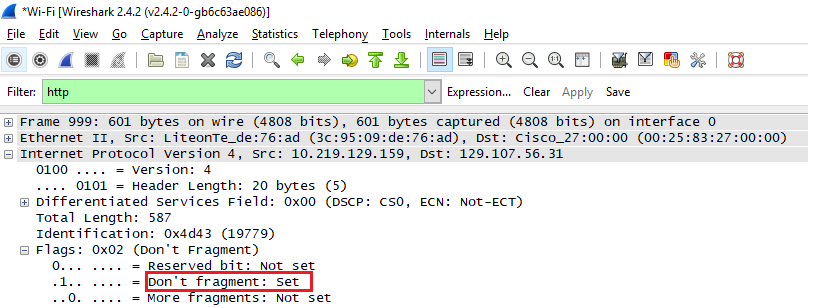 *Wi-Fi [Wireshark 2.4.2 (v2.4.2-0-gb6c63ae086)]
File Edit View Go Capture Analyze Statistics Telephony Tools Internals Help
Filter: http Expression... Clear Apply Save
Frame 999: 601 bytes on wire (4808 bits), 601 bytes captured (4808 bits) on interface 0
Ethernet II, Src: LiteonTe_de:76:ad (3c:95:09:de:76:ad), Dst: Cisco_27:00:00 (00:25:83:27:00:00)
Internet Protocol Version 4, Src: 10.219.129.159, Dst: 129.107.56.31
0100 .... = Version: 4
.... 0101 = Header Length: 20 bytes (5)
Differentiated Services Field: 0x00 (DSCP: CS0, ECN: Not-ECT)
Total Length: 587
Identification: 0x4d43 (19779)
Flags: 0x02 (Don't Fragment)
0... .... = Reserved bit: Not set
.1.. .... = Don't fragment: Set
..0. .... = More fragments: Not set